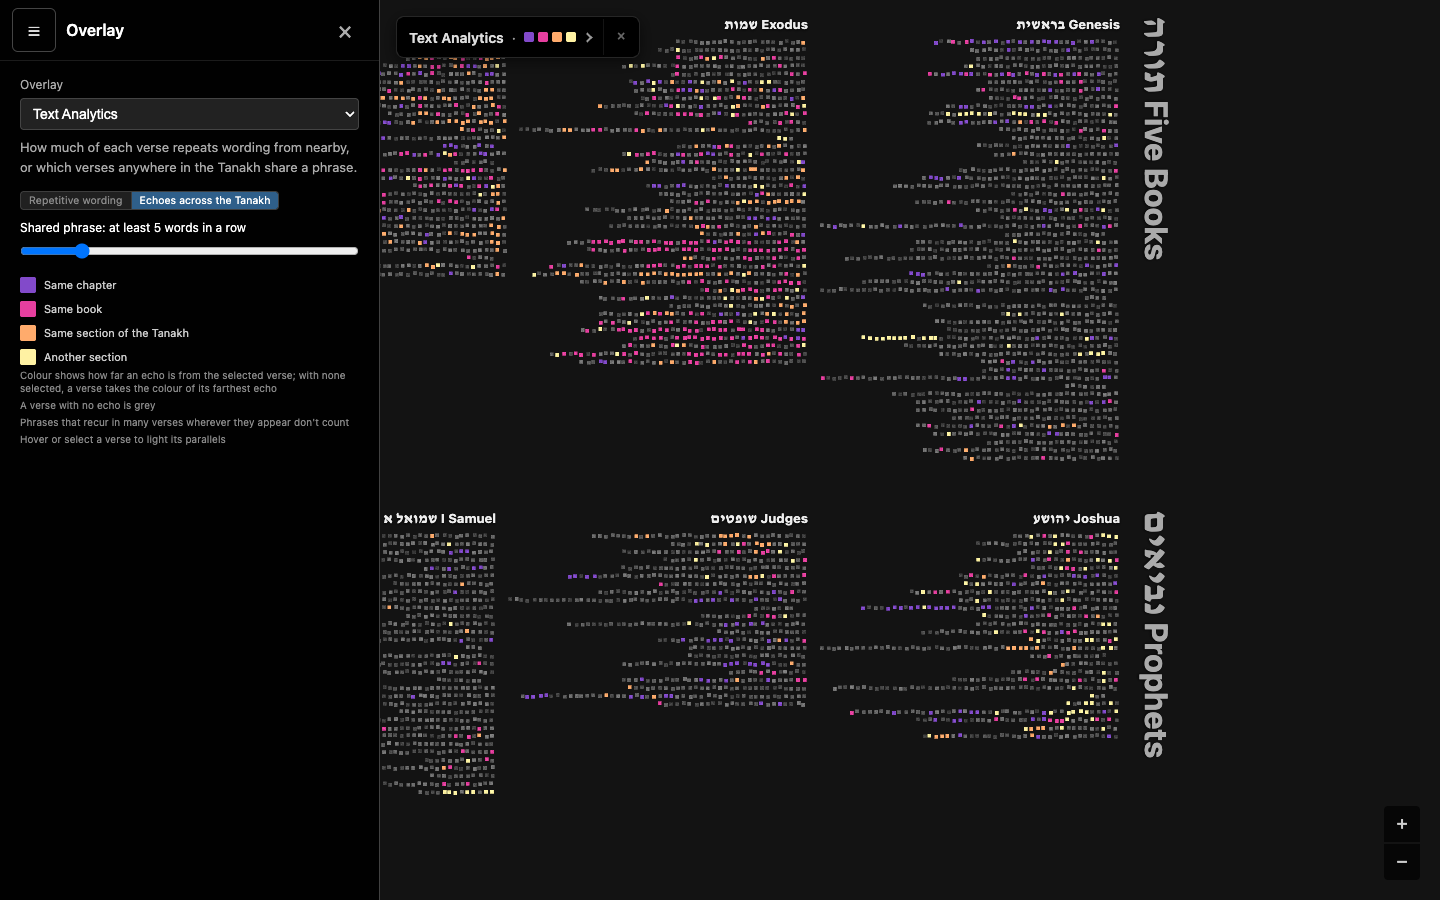 Overlay
Overlay
Text Analytics
How much of each verse repeats wording from nearby,
or which verses anywhere in the Tanakh share a phrase.
Repetitive wording
Echoes across the Tanakh
Shared phrase: at least 5 words in a row
Same chapter
Same book
Same section of the Tanakh
Another section
Colour shows how far an echo is from the selected verse; with none
selected, a verse takes the colour of its farthest echo
A verse with no echo is grey
Phrases that recur in many verses wherever they appear don't count
Hover or select a verse to light its parallels
Text Analytics ·
שמות Exodus
בראשית Genesis
תורה Five Books
שמואל א I Samuel
שופטים Judges
יהושע Joshua
נביאים Prophets